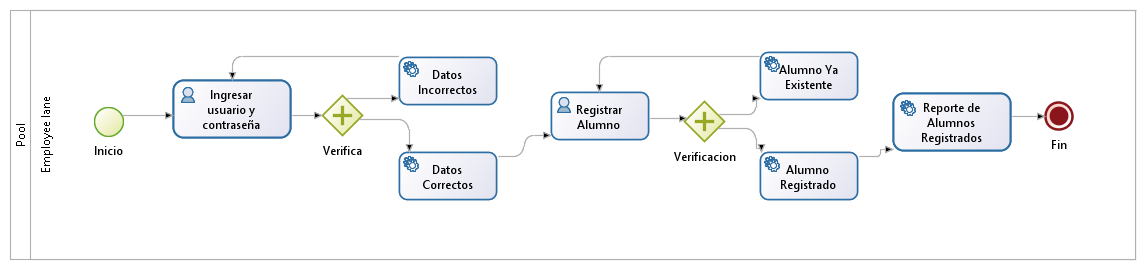 Pool
Employee lane
Inicio
Ingresar
usuario y
contraseña
Verifica
Datos
Incorrectos
Datos
Correctos
Registrar
Alumno
Verificacion
Alumno Ya
Existente
Alumno
Registrado
Reporte de
Alumnos
Registrados
Fin